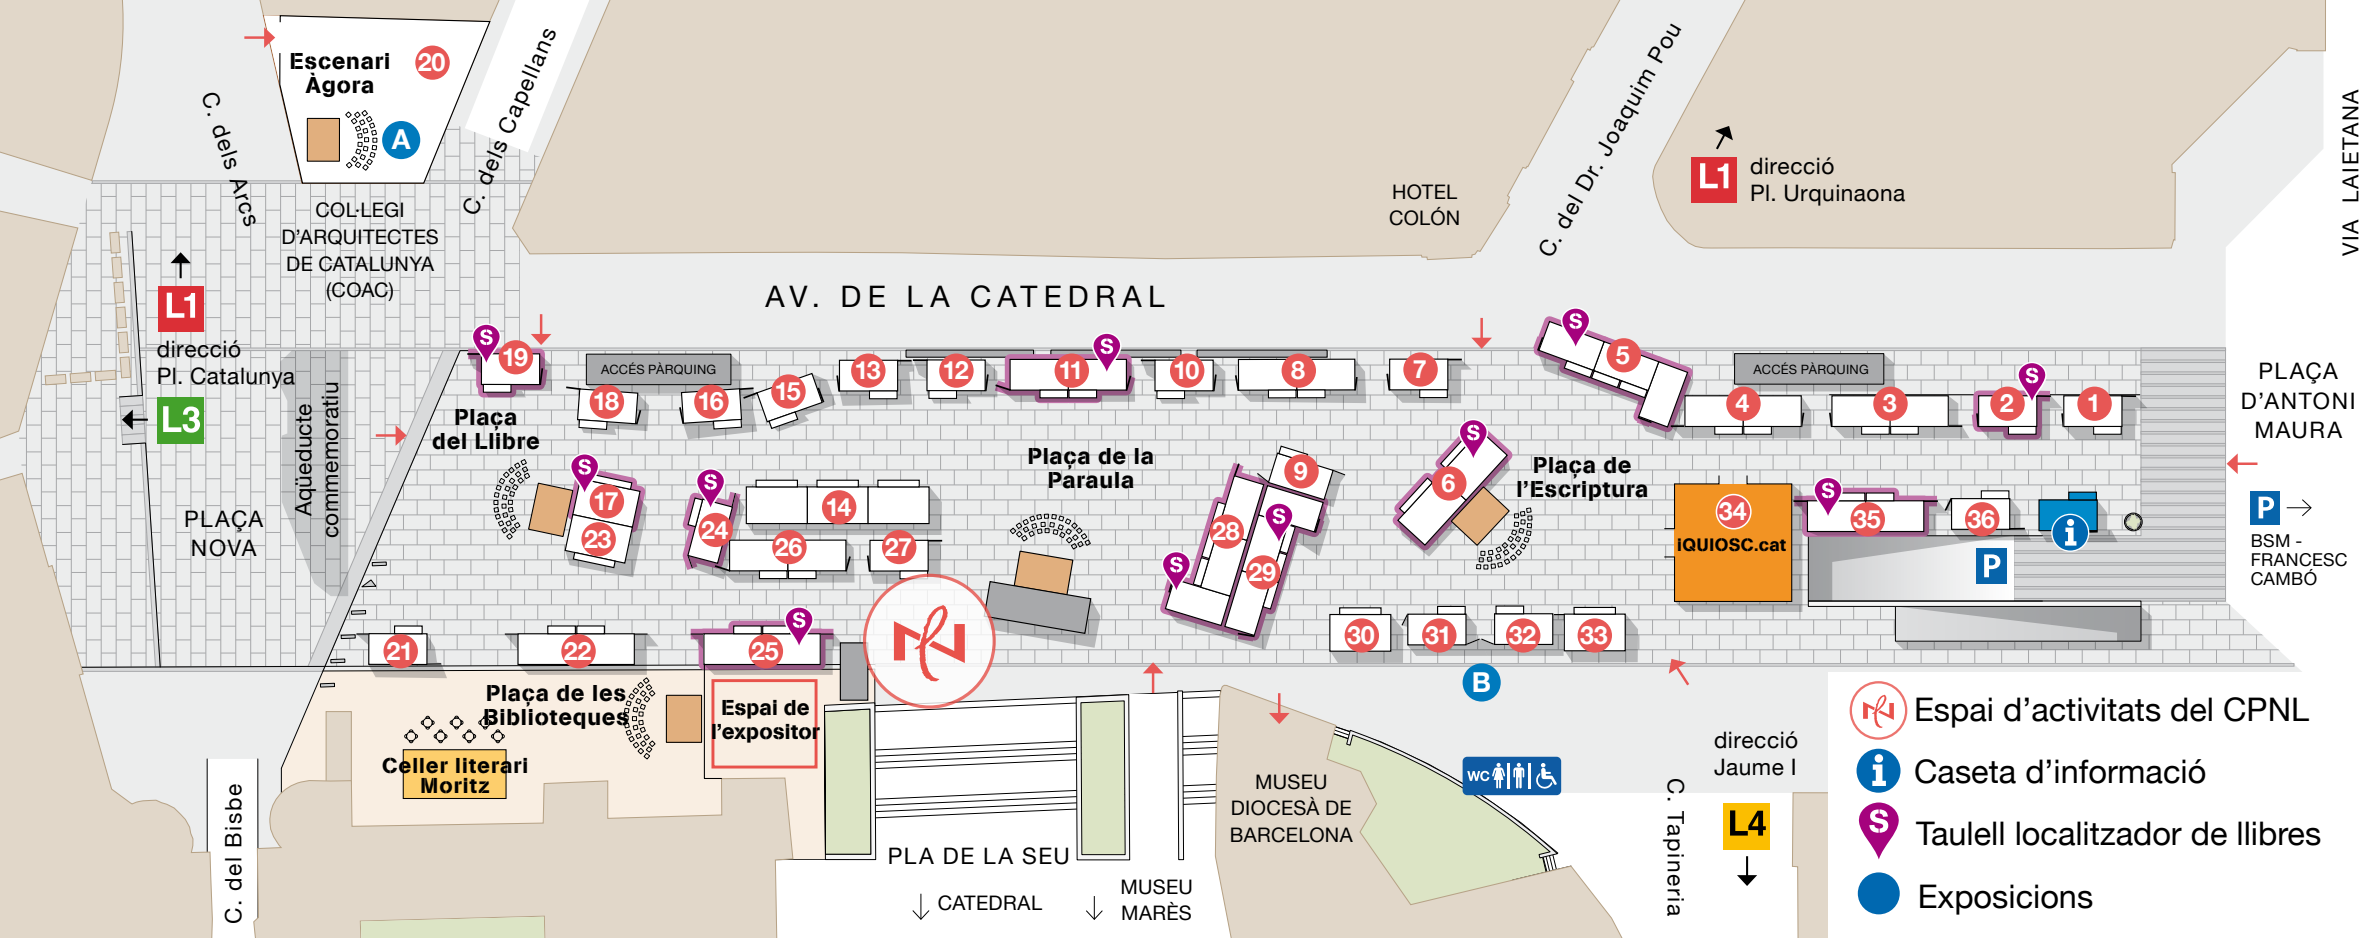 Escenari
Àgora
20
A
C. dels Arcs
C. dels Capellans
COL·LEGI
D'ARQUITECTES
DE CATALUNYA
(COAC)
L1
direcció
Pl. Catalunya
L3
Aqüeducte
commemoratiu
PLAÇA
NOVA
AV. DE LA CATEDRAL
HOTEL
COLÓN
C. del Dr. Joaquim Pou
L1
direcció
Pl. Urquinaona
VIA LAIETANA
PLAÇA
D'ANTONI
MAURA
P
BSM -
FRANCESC
CAMBÓ
S
19
ACCÉS PÀRQUING
18
16
15
13
12
11
S
10
8
7
S
5
ACCÉS PÀRQUING
4
3
2
S
1
Plaça
del Llibre
S
17
23
S
24
14
26
27
Plaça de la
Paraula
9
28
S
29
S
S
6
Plaça de
l'Escriptura
34
iQUIOSC.cat
S
35
36
i
P
21
22
25
S
30
31
32
33
B
Plaça de les
Biblioteques
Espai de
l'expositor
Celler literari
Moritz
C. del Bisbe
PLA DE LA SEU
CATEDRAL
MUSEU
MARÈS
MUSEU
DIOCESÀ DE
BARCELONA
WC
C. Tapineria
direcció
Jaume I
L4
Espai d'activitats del CPNL
i
Caseta d'informació
S
Taulell localitzador de llibres
Exposicions